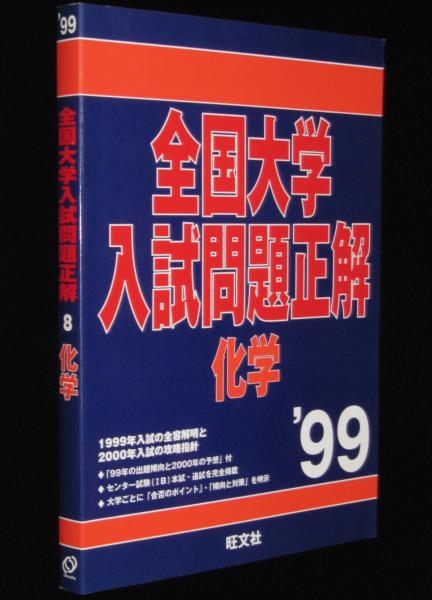 '99
全国大学入試問題正解
8
化学
全国大学
入試問題正解
化学
'99
1999年入試の全容解明と
2000年入試の攻略指針
◆「99年の出題傾向と2000年の予想」付
◆センター試験(IB)本試・追試を完全掲載
◆大学ごとに「合否のポイント」・「傾向と対策」を明示
旺文社